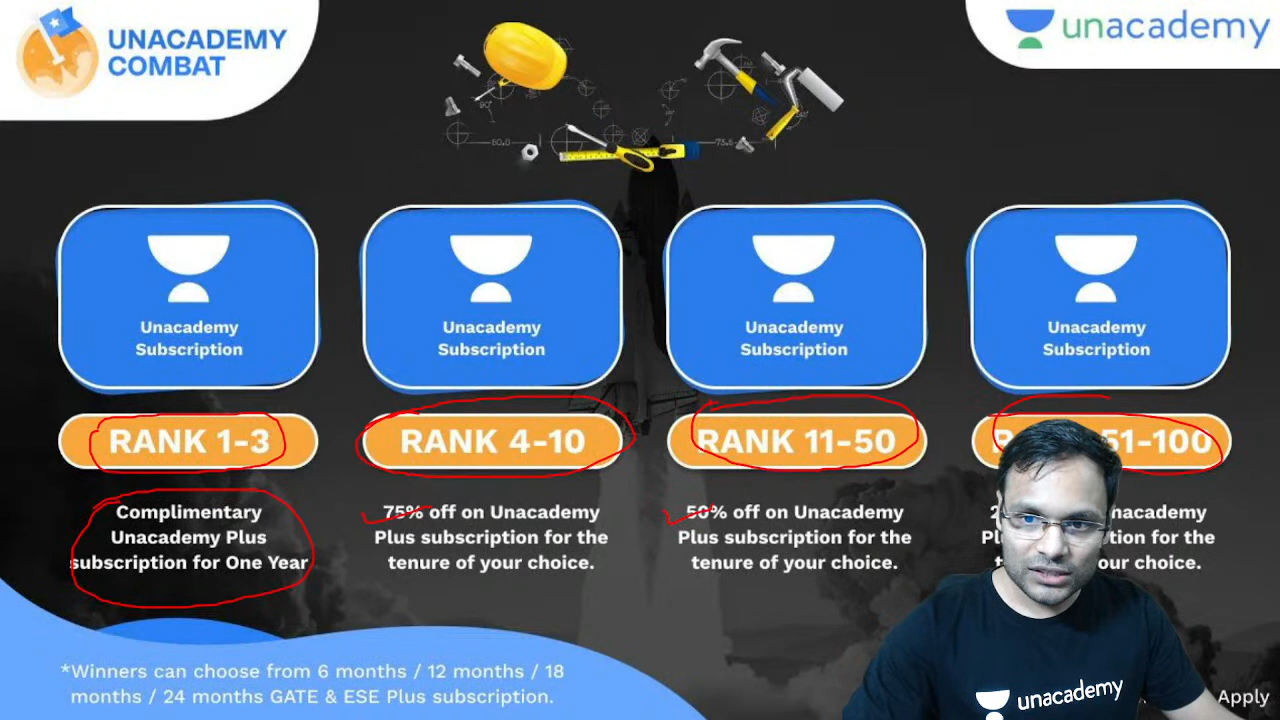 UNACADEMY
COMBAT
unacademy
90°
50.0
Unacademy
Subscription
Unacademy
Subscription
Unacademy
Subscription
Unacademy
Subscription
RANK 1-3
RANK 4-10
RANK 11-50
51-100
Complimentary
Unacademy Plus
subscription for One Year
75% off on Unacademy
Plus subscription for the
tenure of your choice.
50% off on Unacademy
Plus subscription for the
tenure of your choice.
for the
choice.
*Winners can choose from 6 months / 12 months / 18
months / 24 months GATE & ESE Plus subscription.
unacademy
Apply